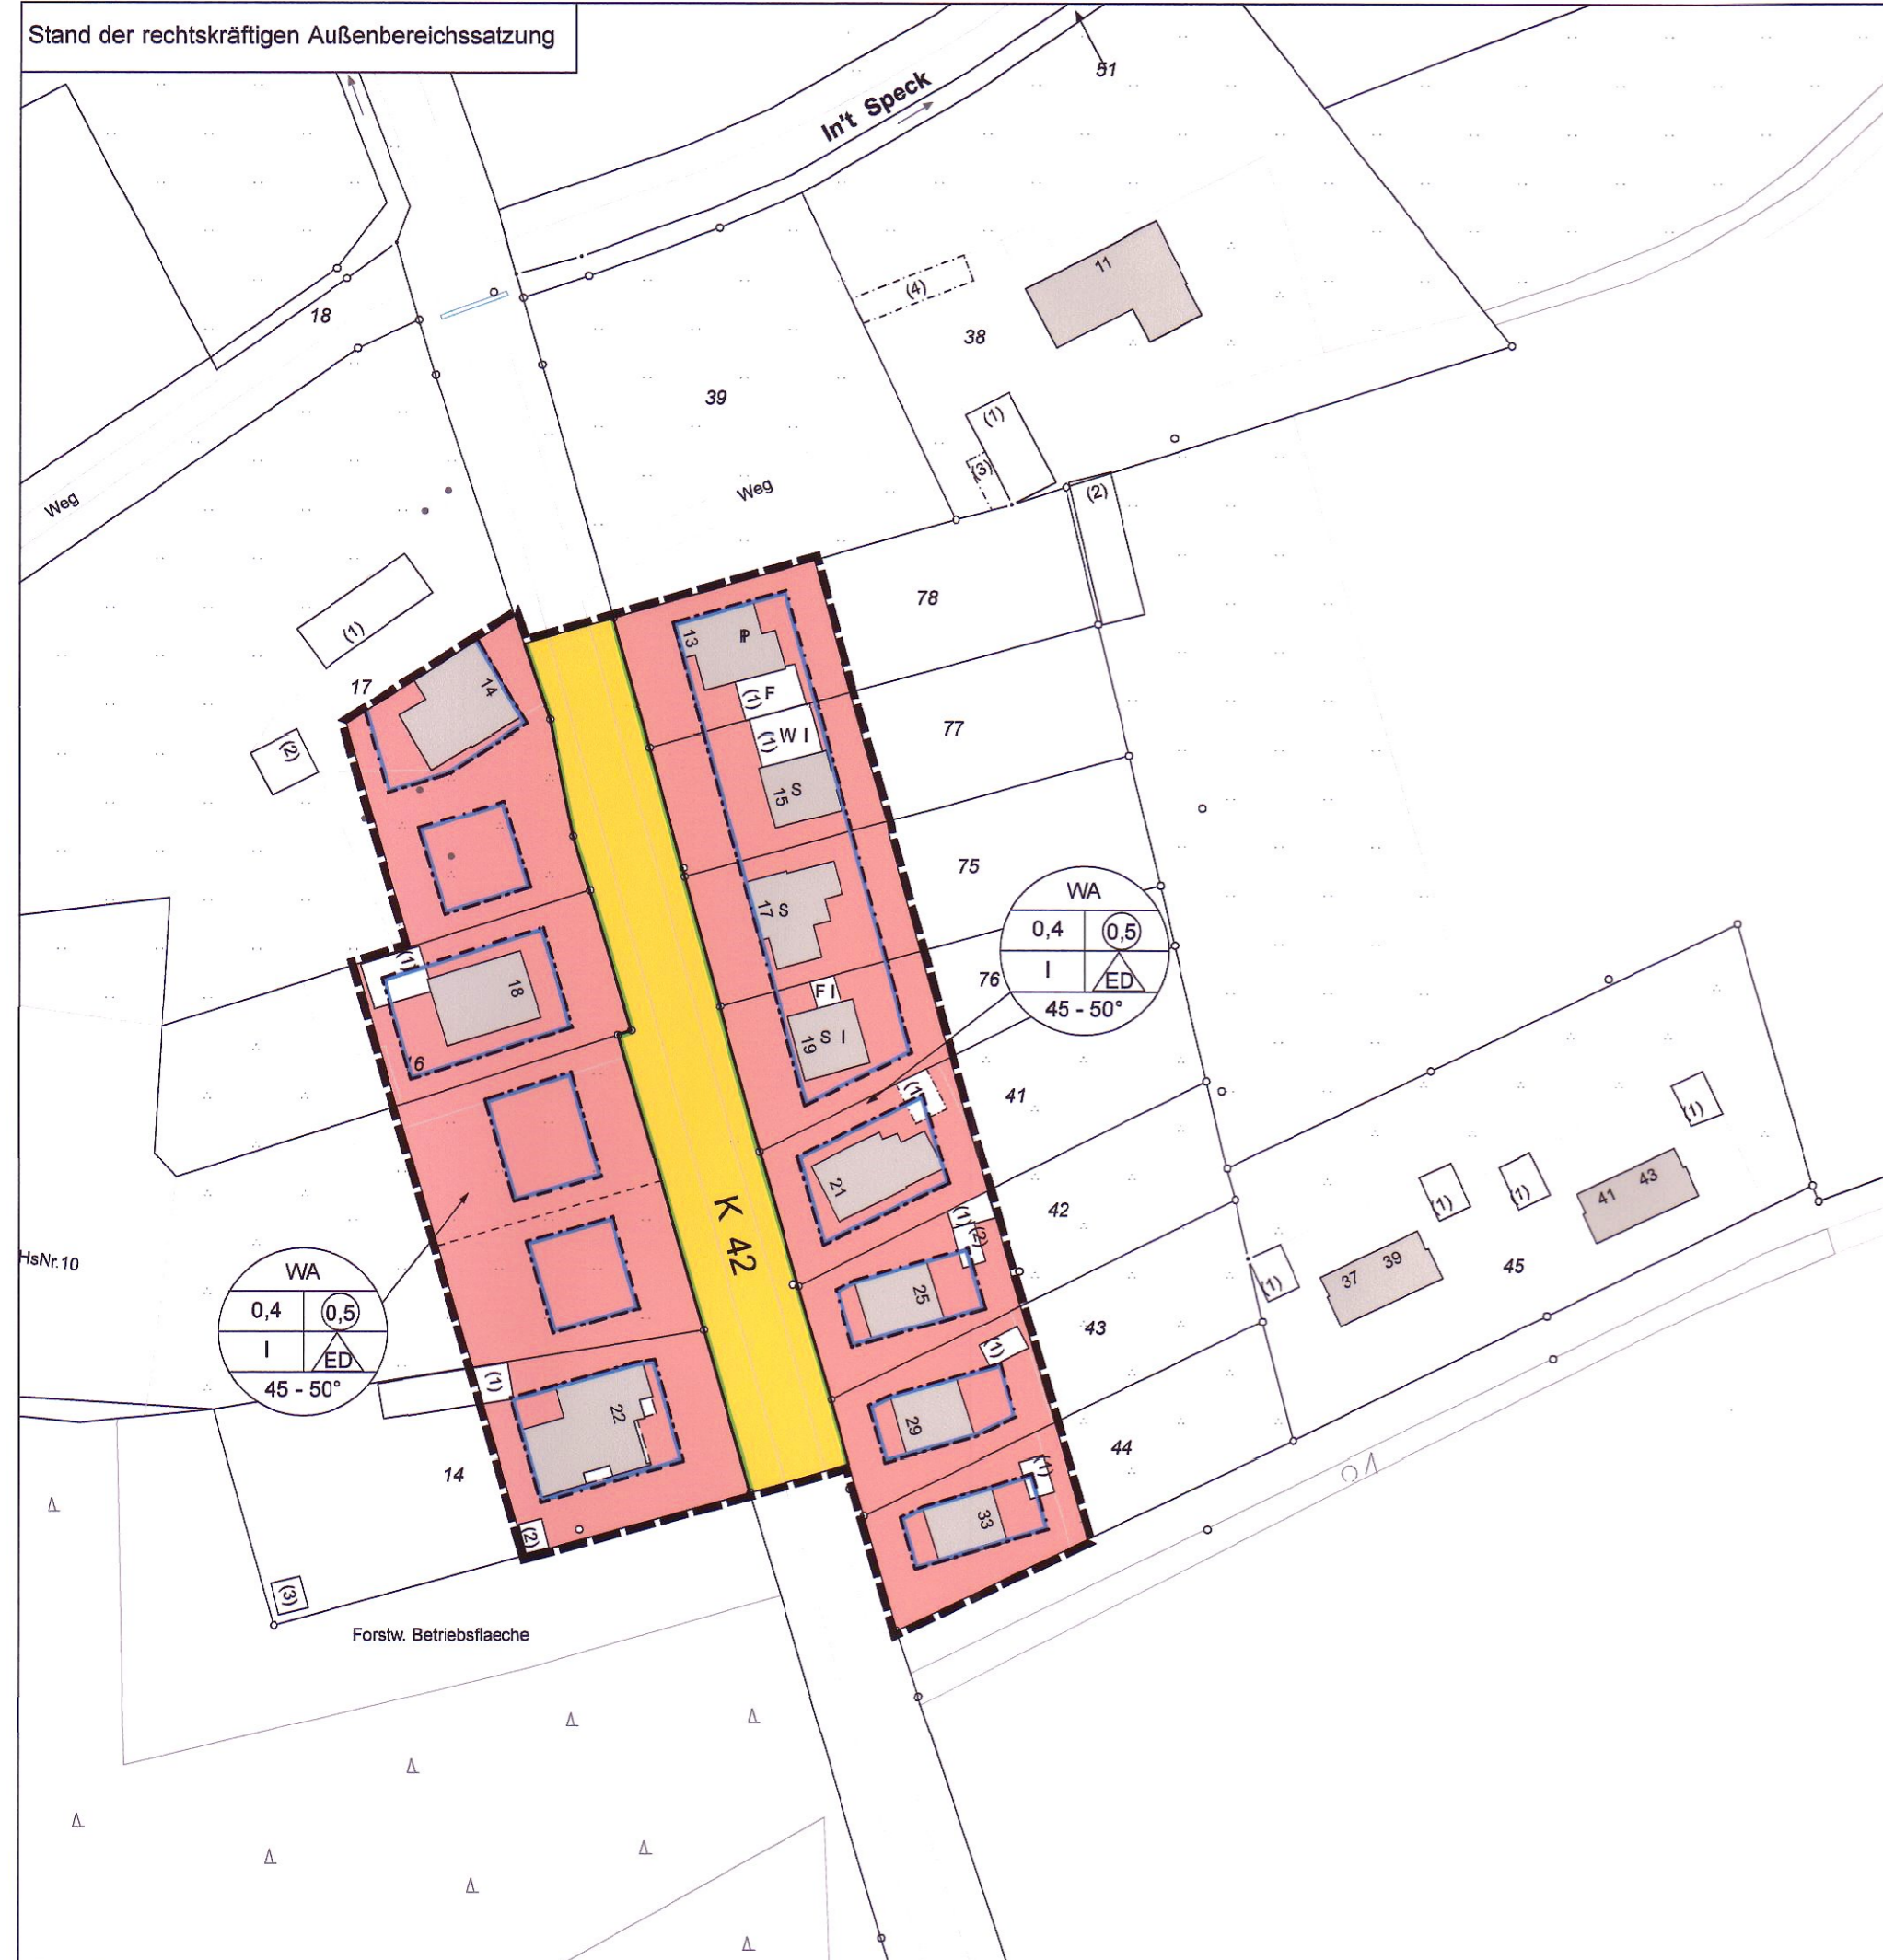 Stand der rechtskräftigen Außenbereichssatzung
51
In't Speck
11
(4)
18
38
39
(1)
(3)
Weg
Weg
(2)
78
(1)
13
17
14
(1) F
77
(2)
(1) W I
15 S
75
WA
0,4
0,5
I
ED
45 - 50°
17 S
76
(1)
18
F I
19 S I
16
(1)
41
(1)
21
42
(1)
(2)
41 43
(1)
(1)
K 42
HsNr.10
WA
0,4
0,5
I
ED
45 - 50°
25
37 39
(1)
45
43
(1)
(1)
22
29
44
14
(1)
33
(2)
(3)
Forstw. Betriebsflaeche